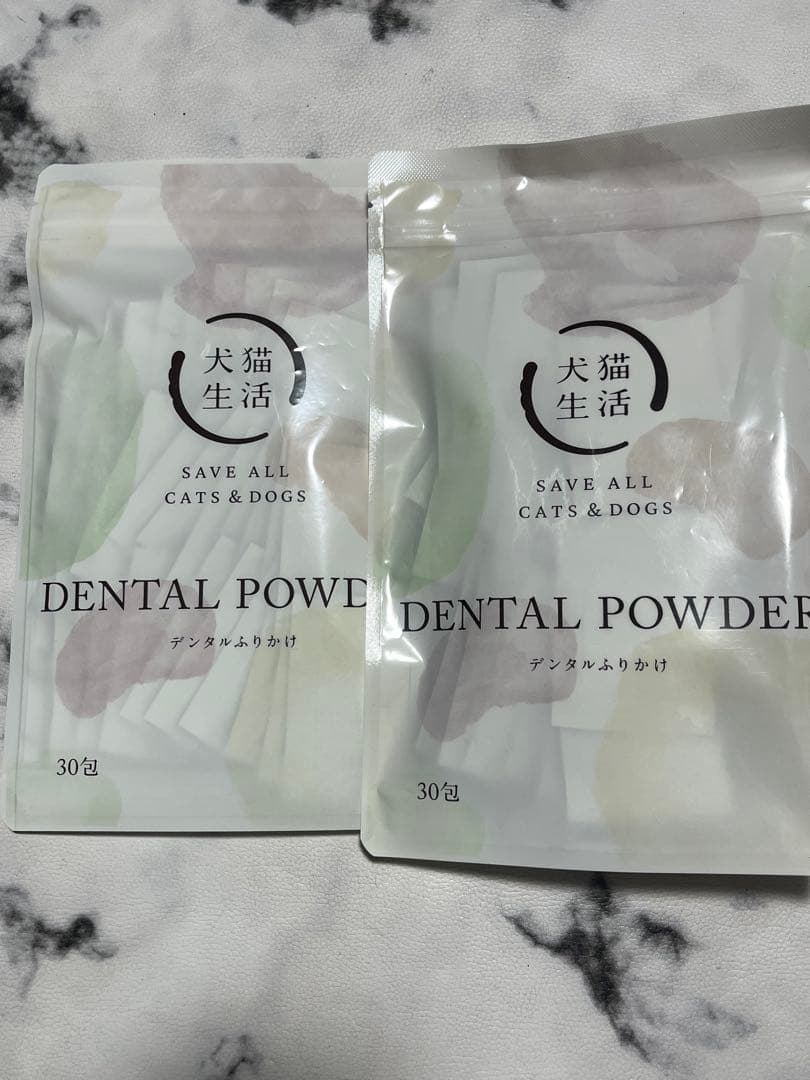 犬猫
生活
SAVE ALL
CATS & DOGS
DENTAL POWD
デンタルふりかけ
30包
犬猫
生活
SAVE ALL
CATS & DOGS
DENTAL POWDER
デンタルふりかけ
30包